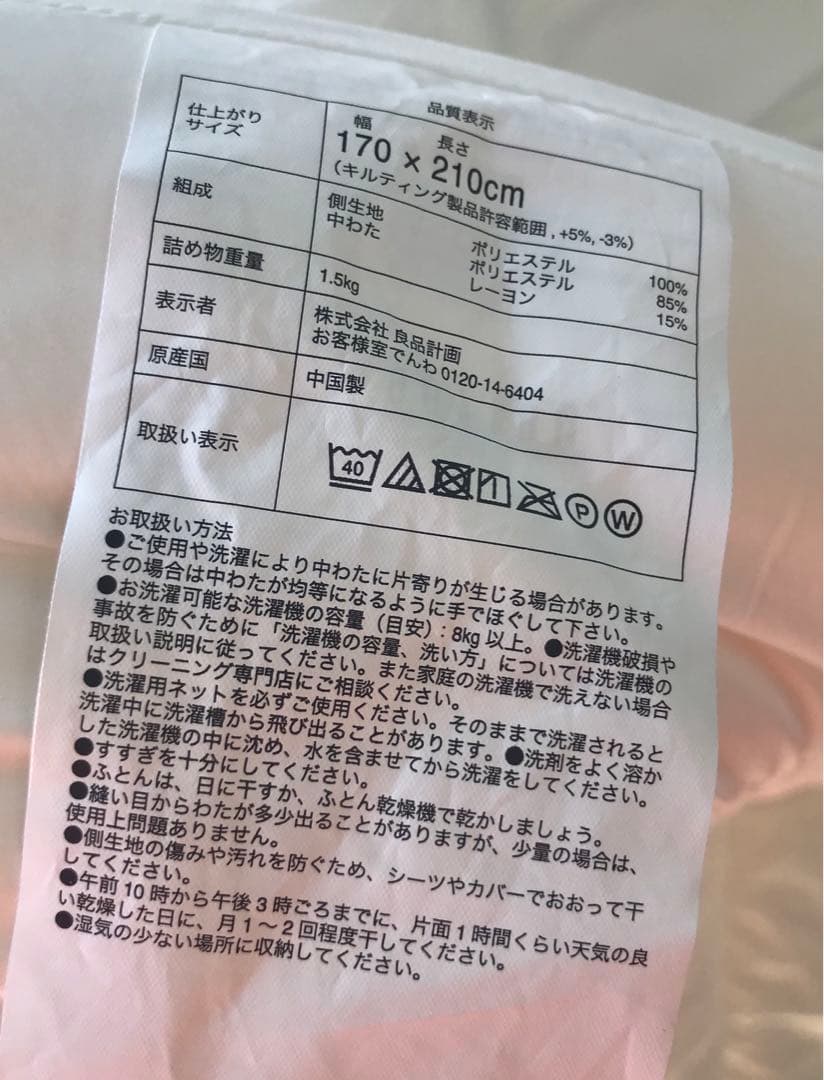 品質表示
仕上がり
サイズ
幅 長さ
170 × 210cm
（キルティング製品許容範囲 , +5%, -3%）
組成
側生地 ポリエステル 100%
中わた ポリエステル 85%
レーヨン 15%
詰め物重量
1.5kg
表示者
株式会社 良品計画
お客様室でんわ 0120-14-6404
原産国
中国製
取扱い表示
40
P
W
お取扱い方法
●ご使用や洗濯により中わたに片寄りが生じる場合があります。
その場合は中わたが均等になるように手でほぐして下さい。
●お洗濯可能な洗濯機の容量（目安）: 8kg 以上。●洗濯機破損や
事故を防ぐために「洗濯機の容量、洗い方」については洗濯機の
取扱い説明に従ってください。また家庭の洗濯機で洗えない場合
はクリーニング専門店にご相談ください。
●洗濯用ネットを必ずご使用ください。そのままで洗濯されると
洗濯中に洗濯槽から飛び出ることがあります。●洗剤をよく溶か
した洗濯機の中に沈め、水を含ませてから洗濯をしてください。
●すすぎを十分にしてください。
●ふとんは、日に干すか、ふとん乾燥機で乾かしましょう。
●縫い目からわたが多少出ることがありますが、少量の場合は、
使用上問題ありません。
●側生地の傷みや汚れを防ぐため、シーツやカバーでおおって干
してください。
●午前 10 時から午後 3 時ごろまでに、片面 1 時間くらい天気の良
い乾燥した日に、月 1～2 回程度干してください。
●湿気の少ない場所に収納してください。